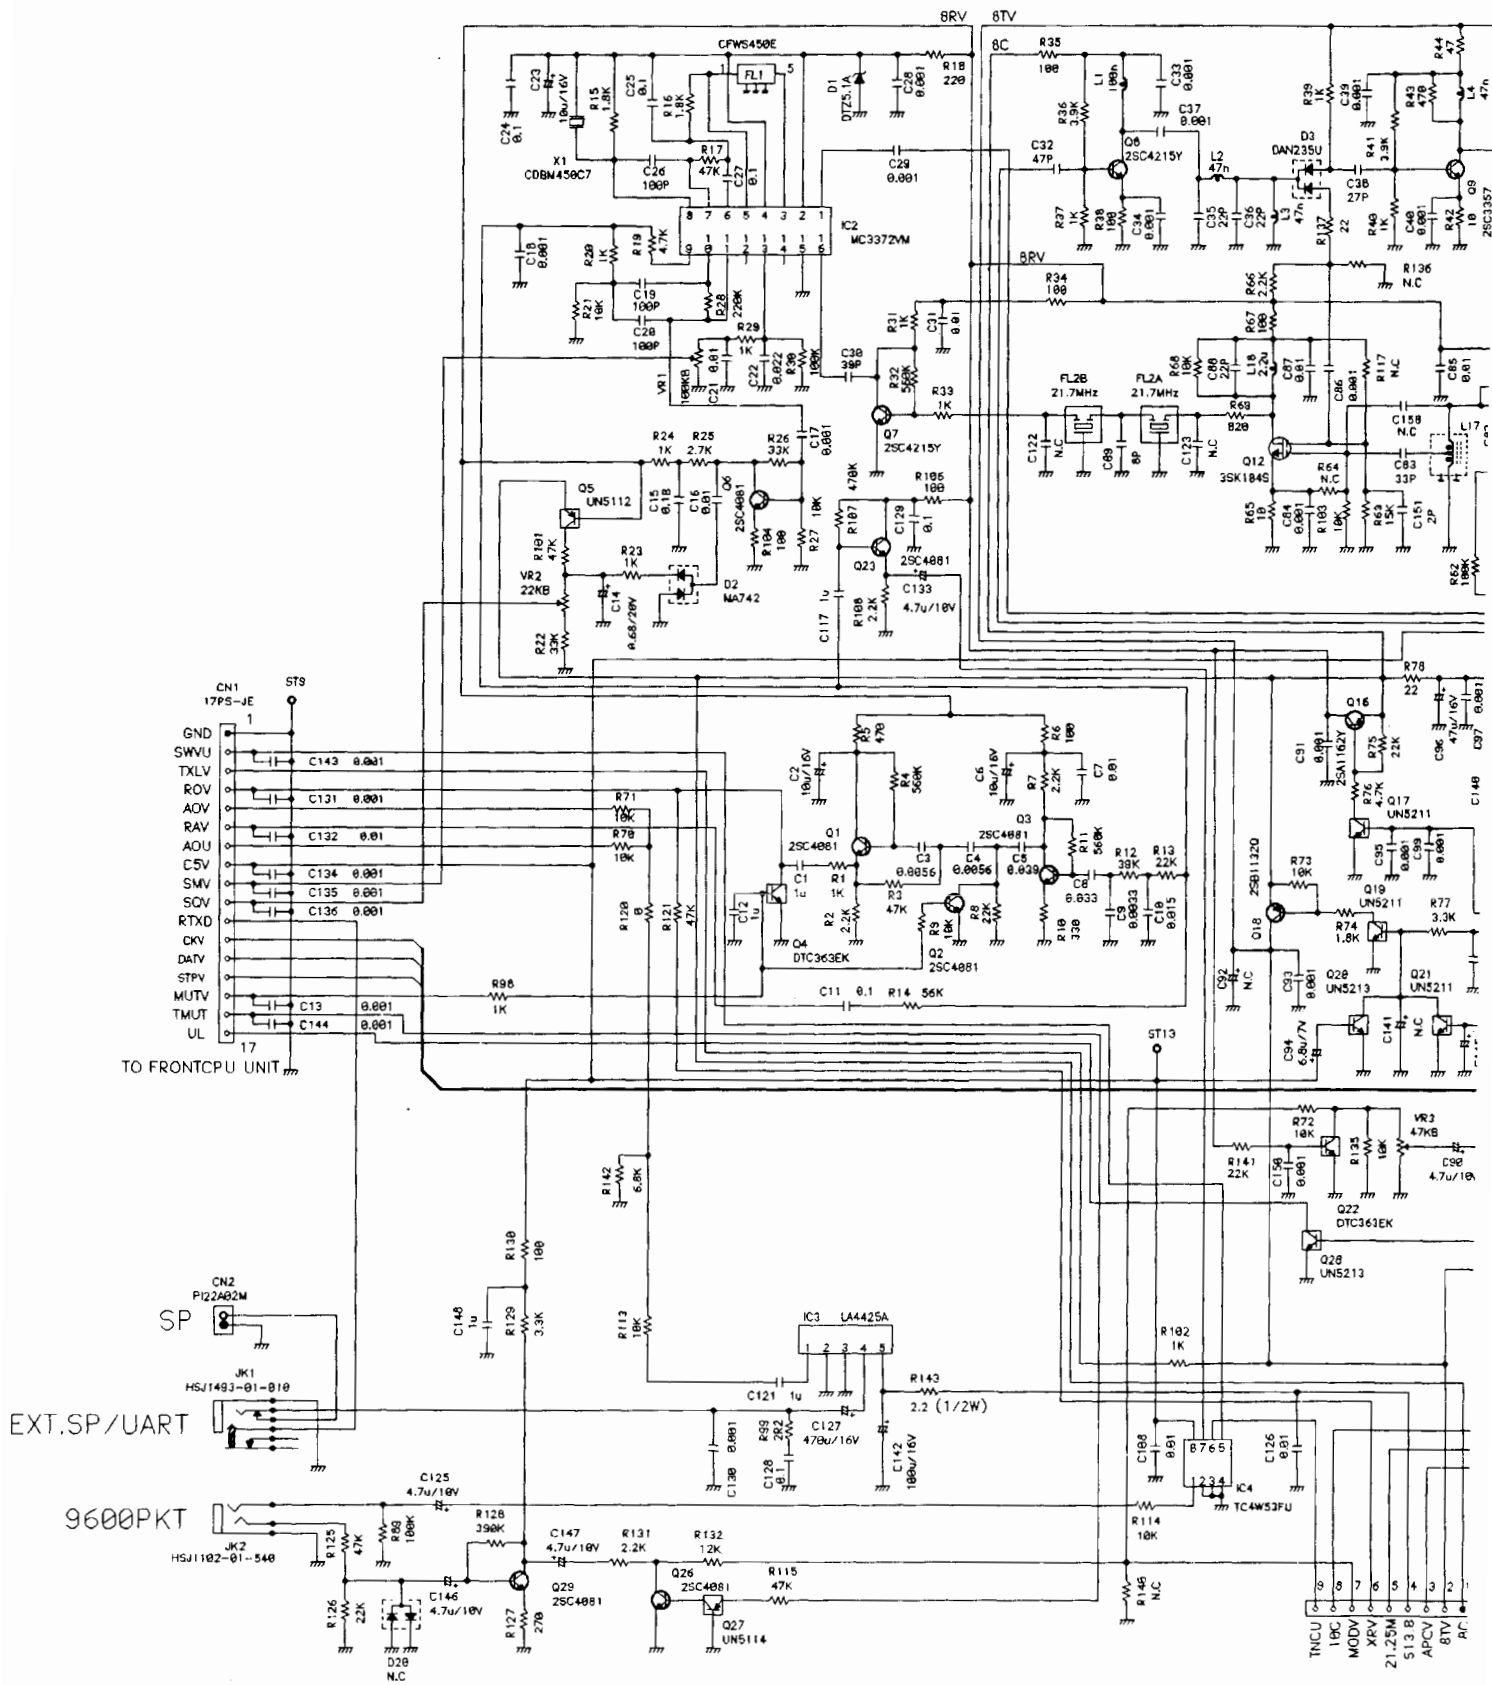 8RV 8TV
CFWS450E
8C
R35
100
C23
10u/16V
R15
1.8K
C25
0.1
R16
1.8K
1 FL1 5
D1
DTZ5.1A
C28
0.001
R18
220
C24
0.1
X1
CDBM450C7
C26
100P
R17
47K
C27
0.1
C29
0.001
L1
100n
C33
0.001
R36
3.9K
C37
0.001
Q8
2SC4215Y
C32
47P
R37
1K
R38
100
C34
0.001
L2
47n
C35
22P
C36
22P
L3
47n
D3
DAN235U
R39
1K
C39
0.001
R41
3.9K
R43
470
R44
47
L4
47n
C38
27P
R137
22
R40
1K
C40
0.001
R42
10
Q9
2SC3357
8 7 6 5 4 3 2 1
IC2
MC3372VM
C18
0.001
R20
1K
R19
4.7K
R21
10K
C19
100P
C20
100P
R28
220K
R29
1K
VR1
100KB
C21
0.01
C22
0.022
R30
100K
C30
39P
8RV
R34
100
R31
1K
C31
0.01
R32
560K
R33
1K
Q7
2SC4215Y
R66
2.2K
R136
N.C
R67
100
R68
10K
C88
22P
L18
2.2u
C87
0.01
C86
0.001
R117
N.C
C85
0.01
FL2B
21.7MHz
FL2A
21.7MHz
C122
N.C
C89
8P
C123
N.C
R69
820
C158
N.C
L17
Q12
3SK184S
R64
N.C
C83
33P
R65
10
C84
0.001
R103
10K
R63
15K
C151
2P
R62
100K
R24
1K
R25
2.7K
R26
33K
C17
0.001
Q5
UN5112
C15
0.18
C16
0.01
Q6
2SC4081
R104
100
R27
10K
R101
47K
R23
1K
VR2
22KB
C14
0.68/20V
D2
MA742
R22
33K
470K
R107
C129
0.1
R106
100
Q23
2SC4081
C133
4.7u/10V
C117 1u
R108
2.2K
CN1
17PS-JE
ST9
1
GND
SWVU
TXLV
ROV
AOV
RAV
AOU
C5V
SMV
SQV
RTXD
CKV
DATV
STPV
MUTV
TMUT
UL
17
TO FRONTCPU UNIT
C143 0.001
C131 0.001
C132 0.01
C134 0.001
C135 0.001
C136 0.001
C13 0.001
C144 0.001
R71
10K
R70
10K
R120
0
R121
47K
R98
1K
R5
470
C2
10u/16V
R4
560K
Q1
2SC4081
C1
1u
R1
1K
C12
1u
Q4
DTC363EK
R2
2.2K
R3
47K
C3
0.0056
C4
0.0056
C6
10u/16V
R6
100
R7
2.2K
C7
0.01
Q3
2SC4081
C5
0.039
R11
560K
R12
39K
R13
22K
C8
0.033
C9
0.0033
C10
0.015
R8
22K
R9
10K
Q2
2SC4081
R10
330
C11 0.1
R14 56K
R78
22
Q16
2SA1162Y
C91
0.001
R75
22K
C96
47u/16V
C97
0.001
R76
4.7K
Q17
UN5211
C95
0.001
C99
0.001
C140
R73
10K
2SB1132Q
Q18
R74
1.8K
Q19
UN5211
R77
3.3K
C92
N.C
C93
0.001
Q20
UN5213
Q21
UN5211
C94
6.8u/7V
C141
N.C
ST13
R72
10K
VR3
47KB
R141
22K
C150
0.001
R135
10K
C90
4.7u/10V
Q22
DTC363EK
Q28
UN5213
R142
6.8K
R130
100
C148
1u
R129
3.3K
R113
10K
CN2
PI22A02M
SP
JK1
HSJ1493-01-010
EXT.SP/UART
IC3 LA4425A
1 2 3 4 5
C121 1u
R143
2.2 (1/2W)
R102
1K
C130 0.001
R99
2R2
C128
0.1
C127
470u/16V
C142
100u/16V
C108
0.01
8765
1234
IC4
TC4W53FU
C126
0.01
9600PKT
JK2
HSJ1102-01-540
C125
4.7u/10V
R89
100K
R125
47K
R126
22K
D20
N.C
C146
4.7u/10V
R128
390K
Q29
2SC4081
R127
270
C147
4.7u/10V
R131
2.2K
R132
12K
Q26
2SC4081
R115
47K
Q27
UN5114
R114
10K
R140
N.C
9 8 7 6 5 4 3 2 1
TNCU
10C
MODV
XRV
21.25M
S13.8
APCV
8TV